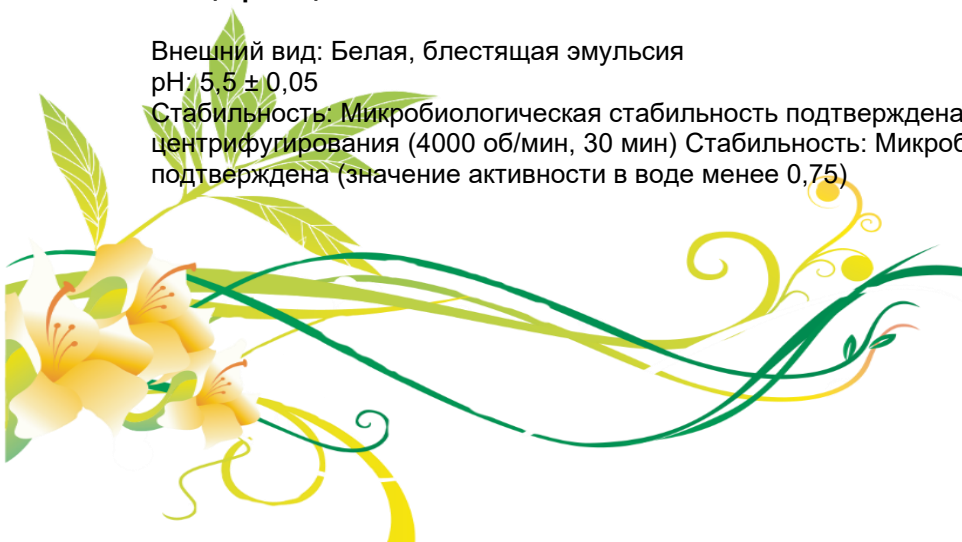 Внешний вид: Белая, блестящая эмульсия
pH: 5,5 ± 0,05
Стабильность: Микробиологическая стабильность подтверждена
центрифугирования (4000 об/мин, 30 мин) Стабильность:
подтверждена (значение активности в воде менее 0,75)